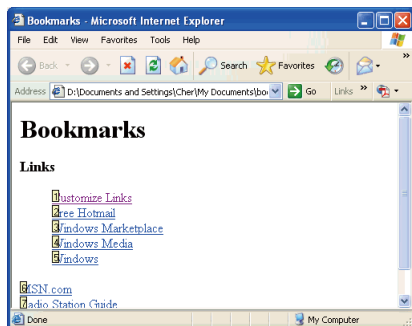 Bookmarks - Microsoft Internet Explorer
File Edit View Favorites Tools Help
Back Search Favorites »
Address D:\Documents and Settings\Cher\My Documents\boo Go Links »
Bookmarks
Links
1ustomize Links
2ree Hotmail
3indows Marketplace
4indows Media
5indows
6SN.com
7adio Station Guide
Done My Computer